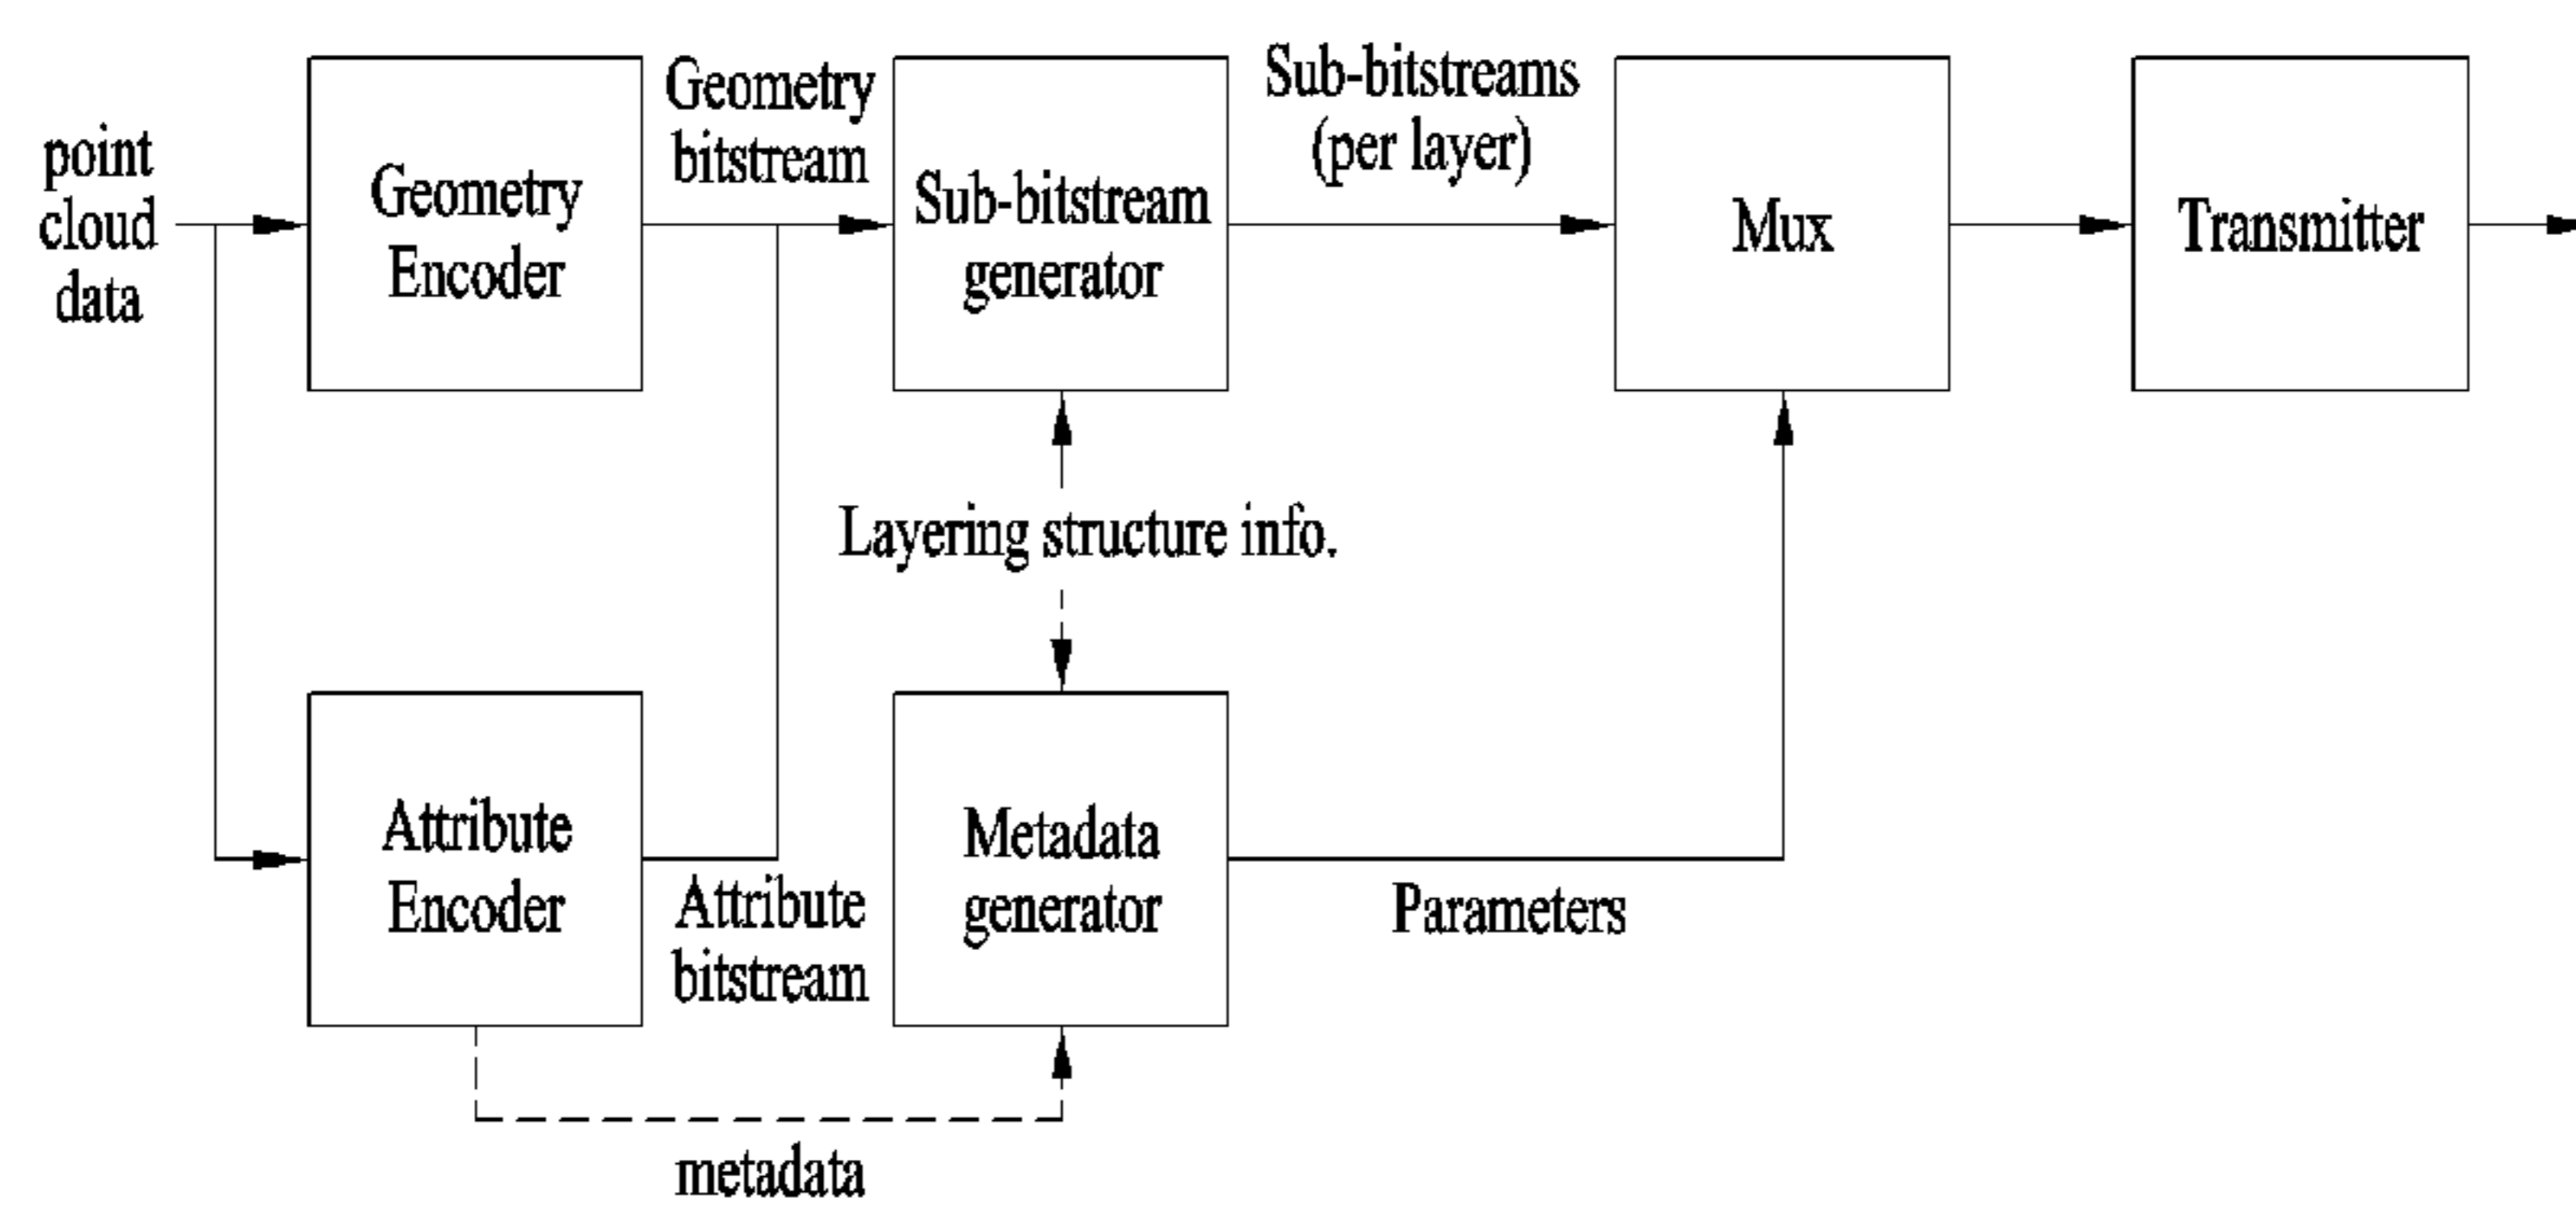 point
cloud
data
Geometry
Encoder
Geometry
bitstream
Sub-bitstream
generator
Sub-bitstreams
(per layer)
Mux
Transmitter
Layering structure info.
Attribute
Encoder
Attribute
bitstream
Metadata
generator
Parameters
metadata